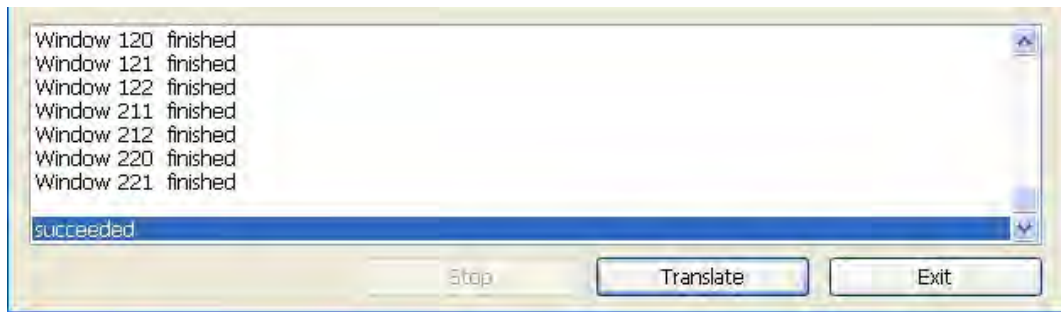 Window 120 finished
Window 121 finished
Window 122 finished
Window 211 finished
Window 212 finished
Window 220 finished
Window 221 finished
succeeded
Stop
Translate
Exit